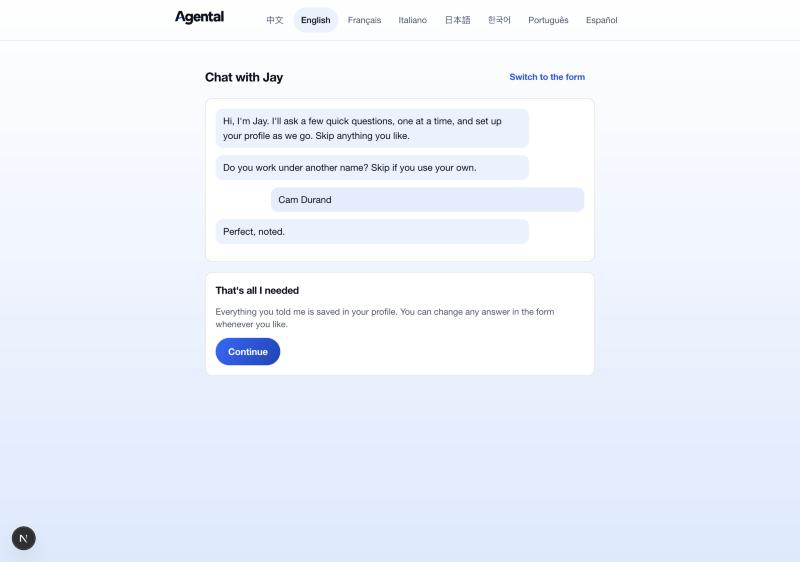 Agental
中文 English Français Italiano 日本語 한국어 Português Español
Chat with Jay
Switch to the form
Hi, I'm Jay. I'll ask a few quick questions, one at a time, and set up
your profile as we go. Skip anything you like.
Do you work under another name? Skip if you use your own.
Cam Durand
Perfect, noted.
That's all I needed
Everything you told me is saved in your profile. You can change any answer in the form
whenever you like.
Continue
N